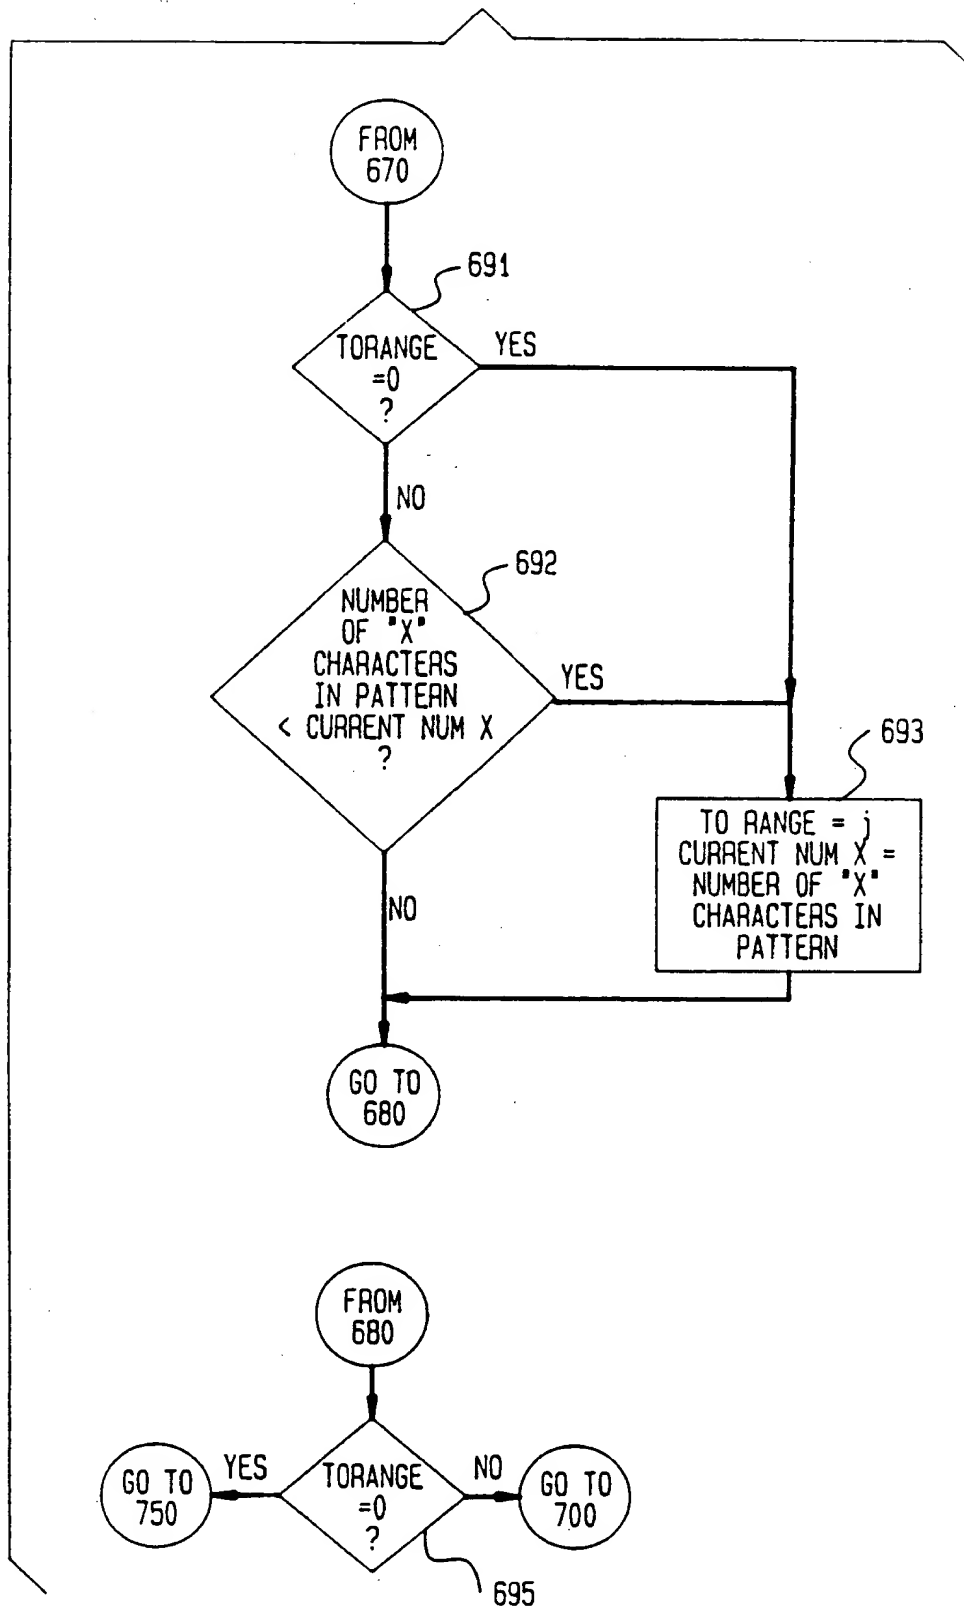 FROM
670
691
TORANGE
=0
?
YES
NO
692
NUMBER
OF "X"
CHARACTERS
IN PATTERN
< CURRENT NUM X
?
YES
693
TO RANGE = j
CURRENT NUM X =
NUMBER OF "X"
CHARACTERS IN
PATTERN
NO
GO TO
680
FROM
680
TORANGE
=0
?
YES
GO TO
750
NO
GO TO
700
695